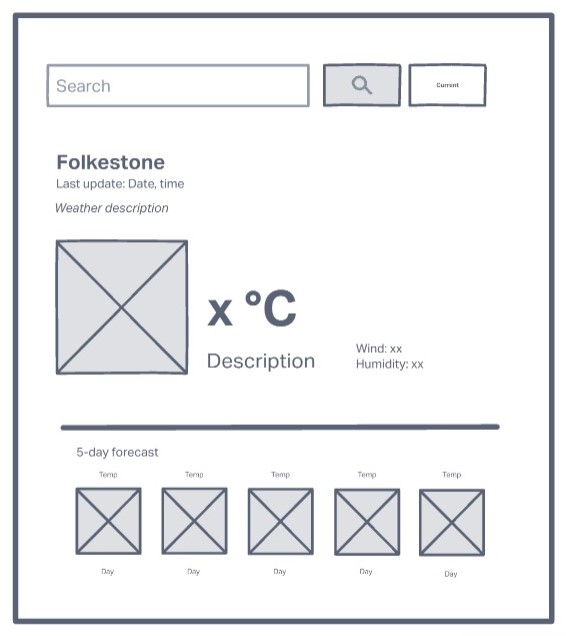 Search
Current
Folkestone
Last update: Date, time
Weather description
x °C
Description
Wind: xx
Humidity: xx
5-day forecast
Temp Temp Temp Temp Temp
Day Day Day Day Day